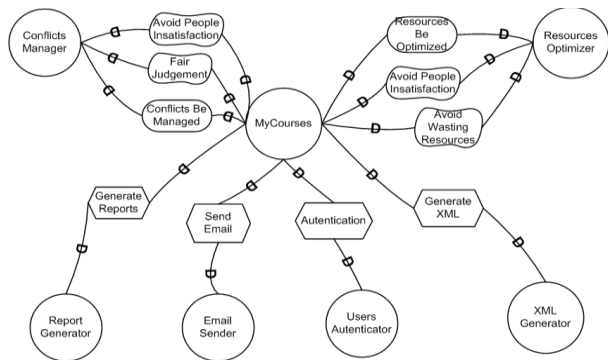 Conflicts
Manager
Avoid People
Insatisfaction
Fair
Judgement
Conflicts Be
Managed
MyCourses
Resources
Be
Optimized
Avoid People
Insatisfaction
Avoid
Wasting
Resources
Resources
Optimizer
Generate
Reports
Send
Email
Autentication
Generate
XML
Report
Generator
Email
Sender
Users
Autenticator
XML
Generator